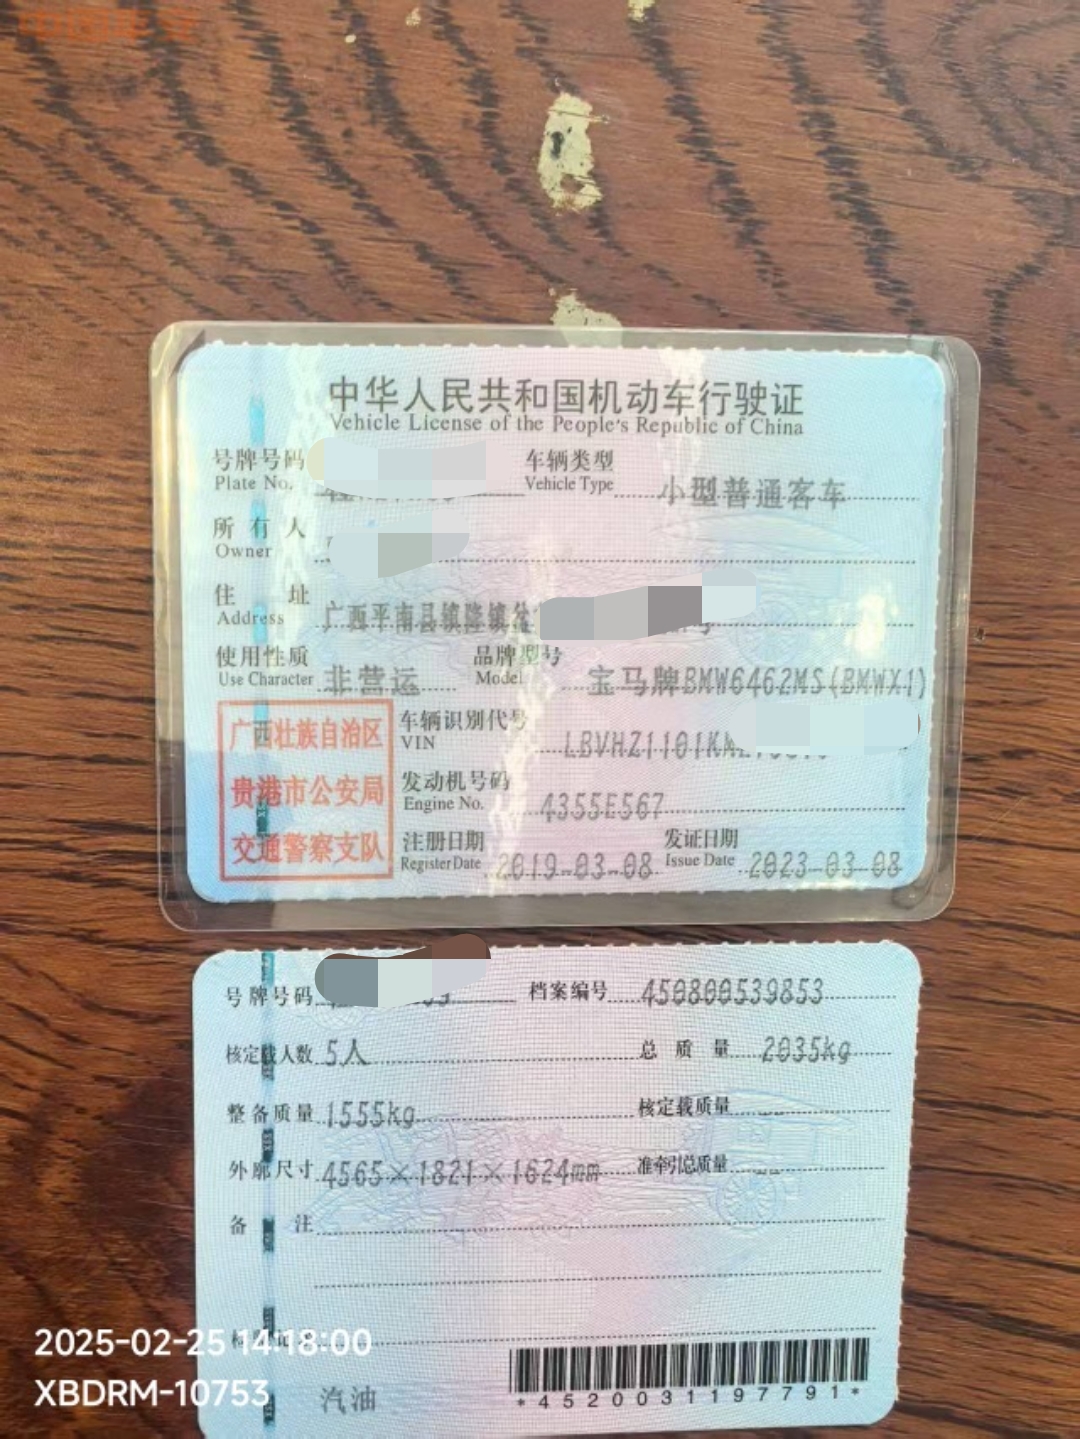 中华人民共和国机动车行驶证
Vehicle License of the People's Republic of China
号牌号码
Plate No.
车辆类型
Vehicle Type
小型普通客车
所有人
Owner
住址
Address
广西平南县镇隆镇
使用性质
Use Character
非营运
品牌型号
Model
宝马牌BMW6462MS(BMWX1)
广西壮族自治区
贵港市公安局
交通警察支队
车辆识别代号
VIN
LBVHZ1101K
发动机号码
Engine No.
4355E567
注册日期
Register Date
2019-03-08
发证日期
Issue Date
2023-03-08
号牌号码
档案编号 450800539853
核定载人数 5人
总质量 2035kg
整备质量 1555kg
核定载质量 --
外廓尺寸 4565×1821×1624mm
准牵引总质量 --
备注
2025-02-25 14:18:00
XBDRM-10753
汽油
*4520031197791*